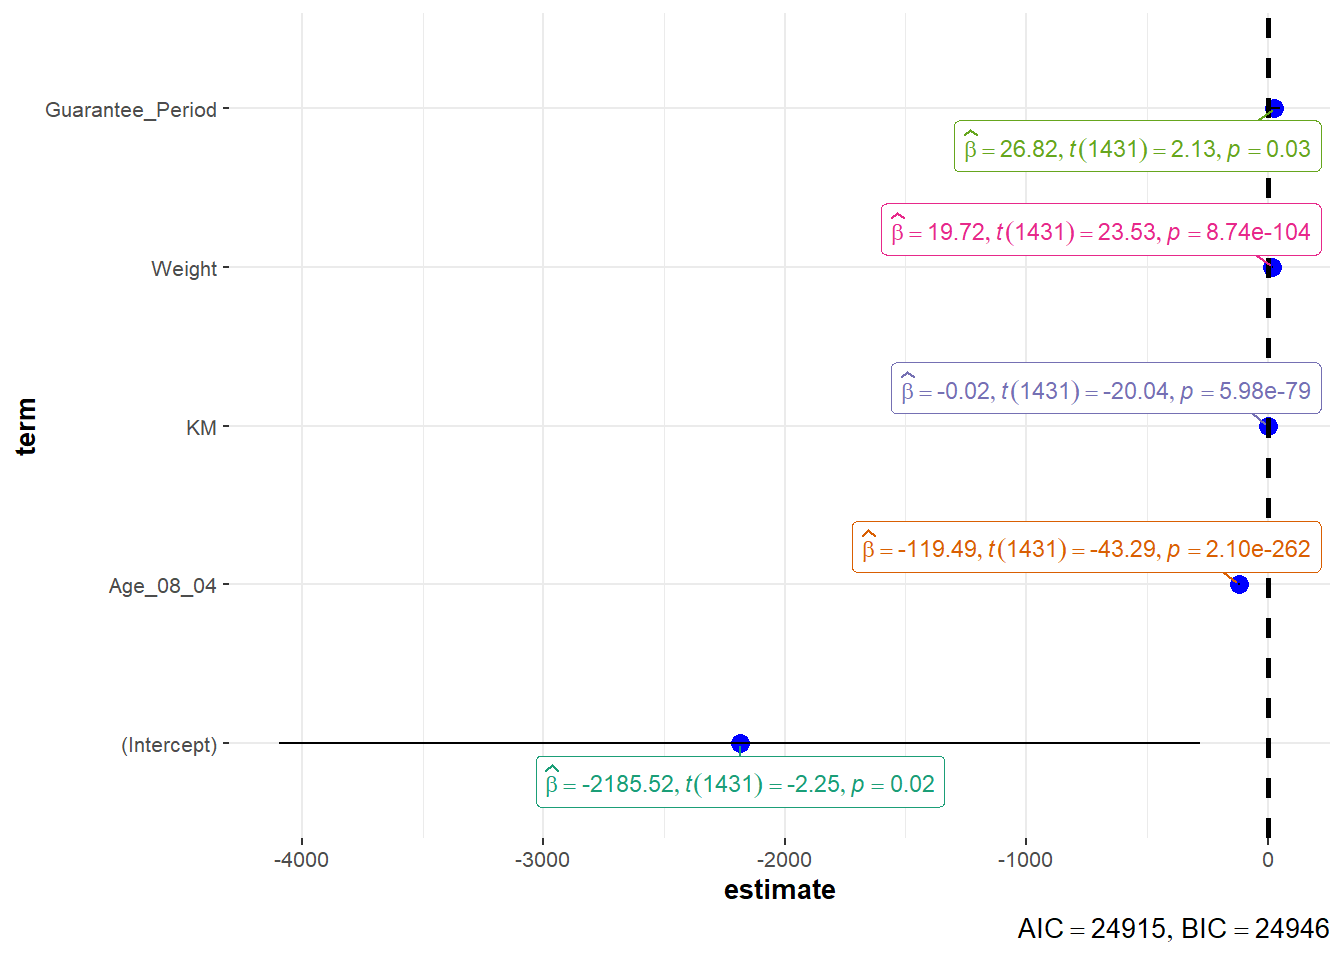 Guarantee_Period
β̂ = 26.82, t(1431) = 2.13, p = 0.03
β̂ = 19.72, t(1431) = 23.53, p = 8.74e-104
Weight
β̂ = -0.02, t(1431) = -20.04, p = 5.98e-79
KM
term
β̂ = -119.49, t(1431) = -43.29, p = 2.10e-262
Age_08_04
(Intercept)
β̂ = -2185.52, t(1431) = -2.25, p = 0.02
-4000 -3000 -2000 -1000 0
estimate
AIC = 24915, BIC = 24946